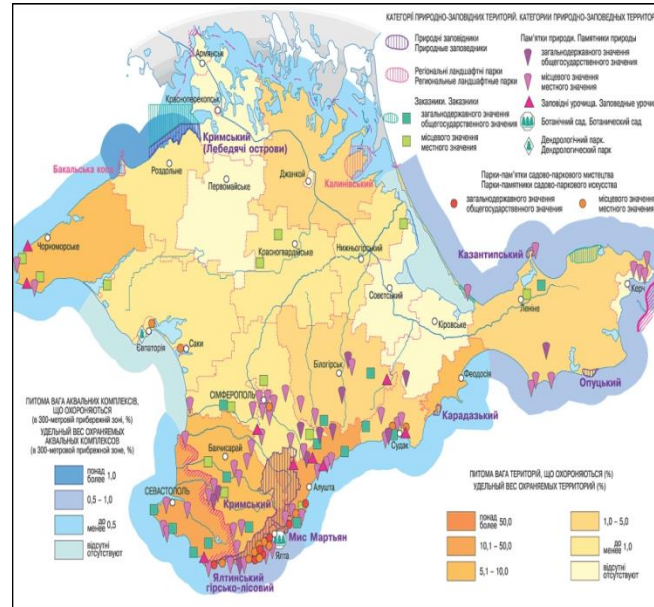 КАТЕГОРІЇ ПРИРОДНО-ЗАПОВІДНИХ ТЕРИТОРІЙ. КАТЕГОРИИ ПРИРОДНО-ЗАПОВЕДНЫХ ТЕРРИТОР
Природні заповідники
Природные заповедники
Регіональні ландшафтні парки
Региональные ландшафтные парки
Заказники. Заказники
загальнодержавного значення
общегосударственного значения
місцевого значення
местного значения
Пам'ятки природи. Памятники природы
загальнодержавного значення
общегосударственного значения
місцевого значення
местного значения
Заповідні урочища. Заповедные урочи
Ботанічний сад. Ботанический сад
Дендрологічний парк.
Дендрологический парк
Парки-пам'ятки садово-паркового мистецтва
Парки-памятники садово-паркового искусства
загальнодержавного значення
общегосударственного значения
місцевого значення
местного значения
Армянськ
Красноперекопськ
Кримський
(Лебедячі острови)
Бакальська коса
Роздольне
Первомайське
Джанкой
Калинівський
Чорноморське
Красногвардійське
Нижньогірський
Казантипський
Совєтський
Кіровське
Леніне
Керч
Євпаторія
Саки
Білогірськ
Феодосія
Опуцький
СІМФЕРОПОЛЬ
Карадазький
Судак
Бахчисарай
СЕВАСТОПОЛЬ
Алушта
Кримський
Мис Мартьян
Ялта
Ялтинський
гірсько-лісовий
ПИТОМА ВАГА АКВАЛЬНИХ КОМПЛЕКСІВ,
ЩО ОХОРОНЯЮТЬСЯ
(в 300-метровій прибережній зоні, %)
УДЕЛЬНЫЙ ВЕС ОХРАНЯЕМЫХ
АКВАЛЬНЫХ КОМПЛЕКСОВ
(в 300-метровой прибрежной зоне, %)
понад
более 1,0
0,5 – 1,0
до
менее 0,5
відсутні
отсутствуют
ПИТОМА ВАГА ТЕРИТОРІЙ, ЩО ОХОРОНЯЮТЬСЯ (%)
УДЕЛЬНЫЙ ВЕС ОХРАНЯЕМЫХ ТЕРРИТОРИЙ (%)
понад
более 50,0
10,1 – 50,0
5,1 – 10,0
1,0 – 5,0
до
менее 1,0
відсутні
отсутствуют